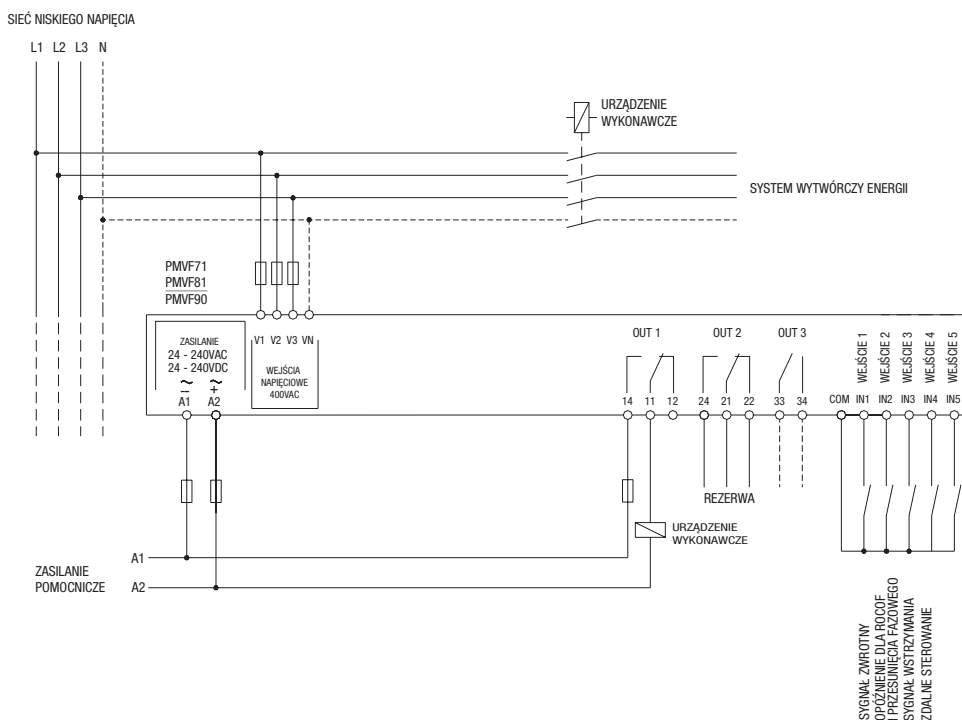 SIEĆ NISKIEGO NAPIĘCIA
L1 L2 L3 N
URZĄDZENIE
WYKONAWCZE
SYSTEM WYTWÓRCZY ENERGII
PMVF71
PMVF81
PMVF90
ZASILANIE
24 - 240VAC
24 - 240VDC
~ ~
– +
A1 A2
V1 V2 V3 VN
WEJŚCIA
NAPIĘCIOWE
400VAC
OUT 1 OUT 2 OUT 3
WEJŚCIE 1
WEJŚCIE 2
WEJŚCIE 3
WEJŚCIE 4
WEJŚCIE 5
14 11 12 24 21 22 33 34 COM IN1 IN2 IN3 IN4 IN5
REZERWA
URZĄDZENIE
WYKONAWCZE
ZASILANIE
POMOCNICZE
A1
A2
SYGNAŁ ZWROTNY
OPÓŹNIENIE DLA ROCOF
I PRZESUNIĘCIA FAZOWEGO
SYGNAŁ WSTRZYMANIA
ZDALNE STEROWANIE